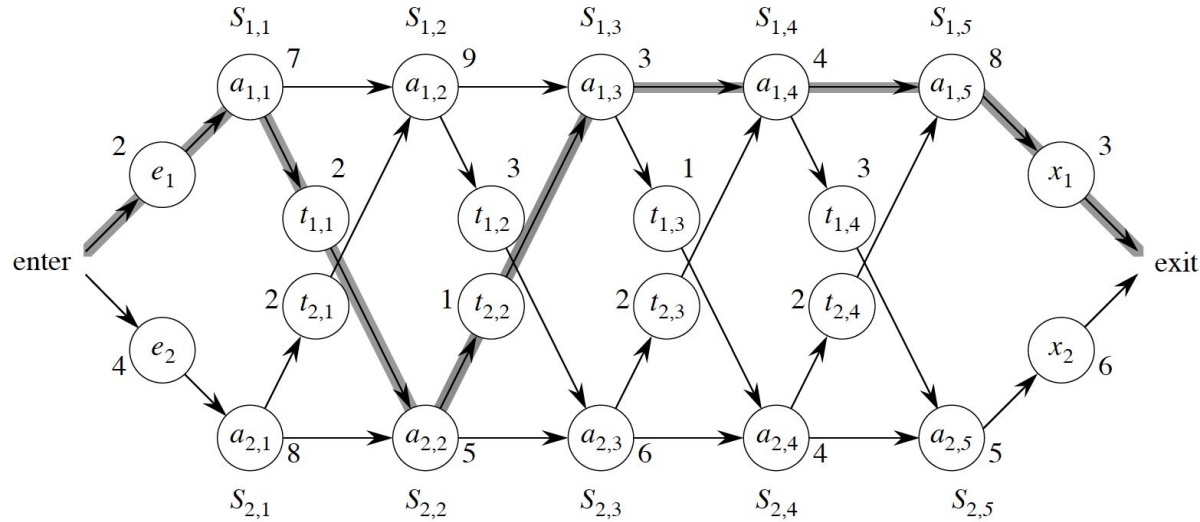 S1,1 S1,2 S1,3 S1,4 S1,5
7 9 3 4 8
a1,1 a1,2 a1,3 a1,4 a1,5
2 e1 2 3 1 3 x1 3
t1,1 t1,2 t1,3 t1,4
enter exit
2 t2,1 1 t2,2 2 t2,3 2 t2,4
4 e2 x2 6
a2,1 a2,2 a2,3 a2,4 a2,5
8 5 6 4 5
S2,1 S2,2 S2,3 S2,4 S2,5